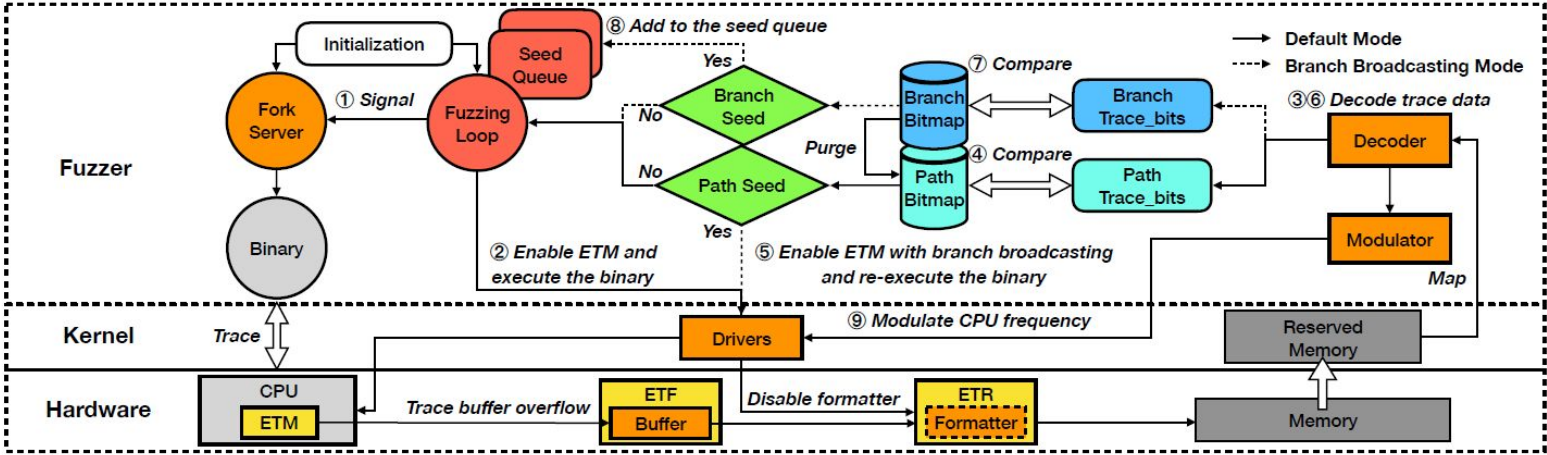 Initialization
⑧ Add to the seed queue
Seed
Queue
Default Mode
Branch Broadcasting Mode
Yes
Branch
Seed
No
Branch
Bitmap
⑦ Compare
Branch
Trace_bits
③⑥ Decode trace data
Fork
Server
① Signal
Fuzzing
Loop
Fuzzer
Purge
④ Compare
Decoder
No
Path Seed
Path
Bitmap
Path
Trace_bits
Yes
Binary
② Enable ETM and
execute the binary
⑤ Enable ETM with branch broadcasting
and re-execute the binary
Modulator
Map
Kernel
Trace
Drivers
⑨ Modulate CPU frequency
Reserved
Memory
Hardware
CPU
ETM
Trace buffer overflow
ETF
Buffer
Disable formatter
ETR
Formatter
Memory